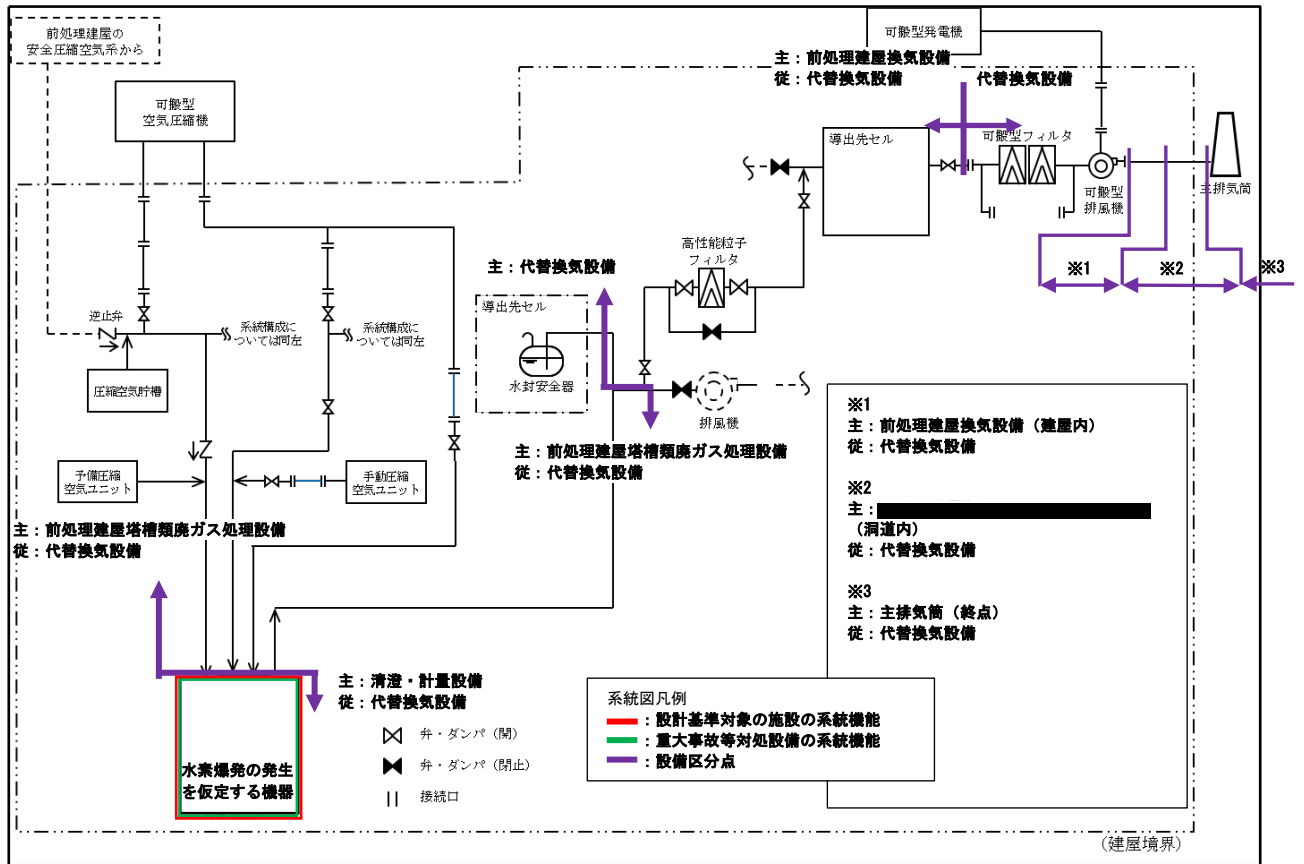 前処理建屋の
安全圧縮空気系から
可搬型
空気圧縮機
可搬型発電機
主：前処理建屋換気設備
従：代替換気設備
代替換気設備
導出先セル
可搬型フィルタ
可搬型
排風機
主排気筒
※1
※2
※3
高性能粒子
フィルタ
主：代替換気設備
導出先セル
水封安全器
排風機
主：前処理建屋塔槽類廃ガス処理設備
従：代替換気設備
逆止弁
系統構成に
ついては同左
系統構成に
ついては同左
圧縮空気貯槽
予備圧縮
空気ユニット
手動圧縮
空気ユニット
主：前処理建屋塔槽類廃ガス処理設備
従：代替換気設備
主：清澄・計量設備
従：代替換気設備
弁・ダンパ（開）
弁・ダンパ（閉止）
接続口
水素爆発の発生
を仮定する機器
系統図凡例
：設計基準対象の施設の系統機能
：重大事故等対処設備の系統機能
：設備区分点
※1
主：前処理建屋換気設備（建屋内）
従：代替換気設備
※2
主：
（洞道内）
従：代替換気設備
※3
主：主排気筒（終点）
従：代替換気設備
（建屋境界）